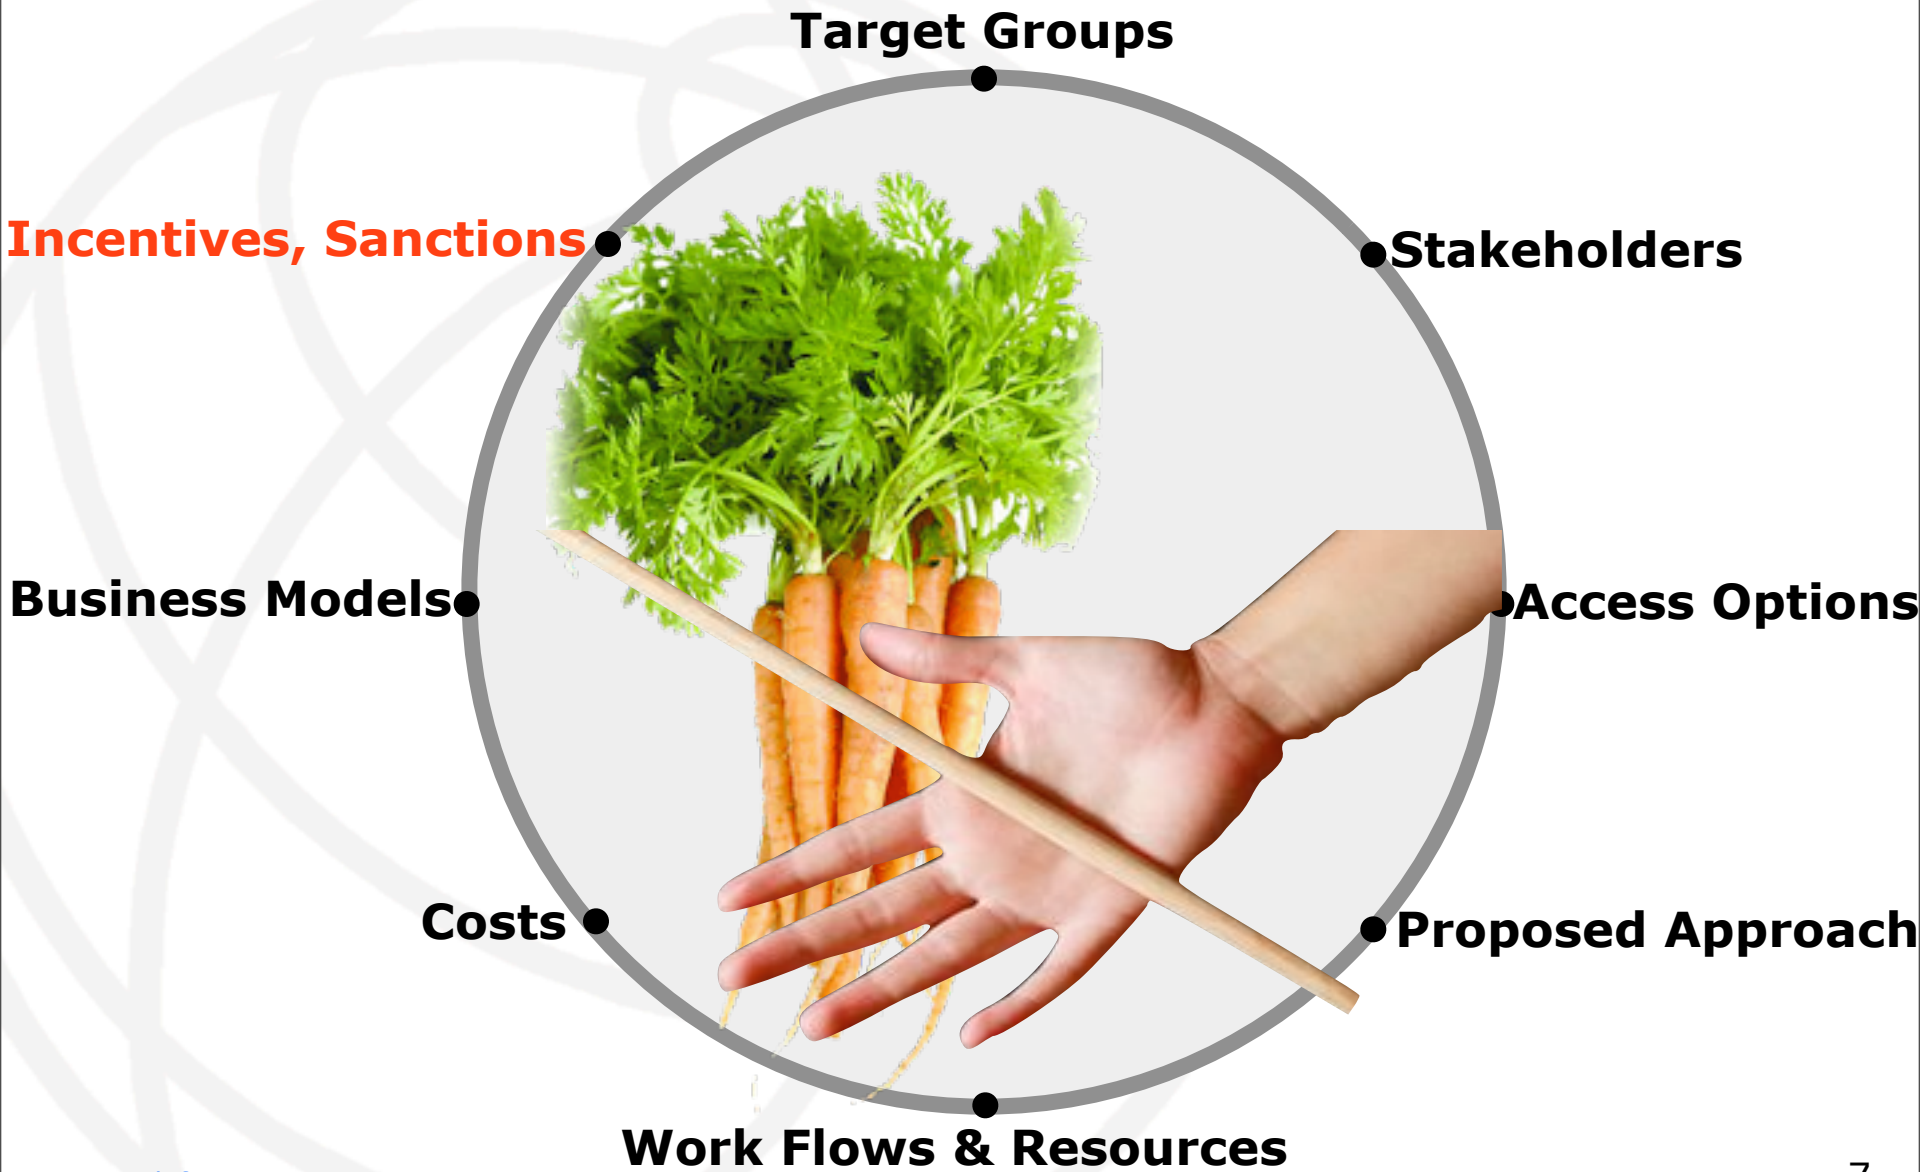 Target Groups
Incentives, Sanctions
Stakeholders
Business Models
Access Options
Costs
Proposed Approach
Work Flows & Resources